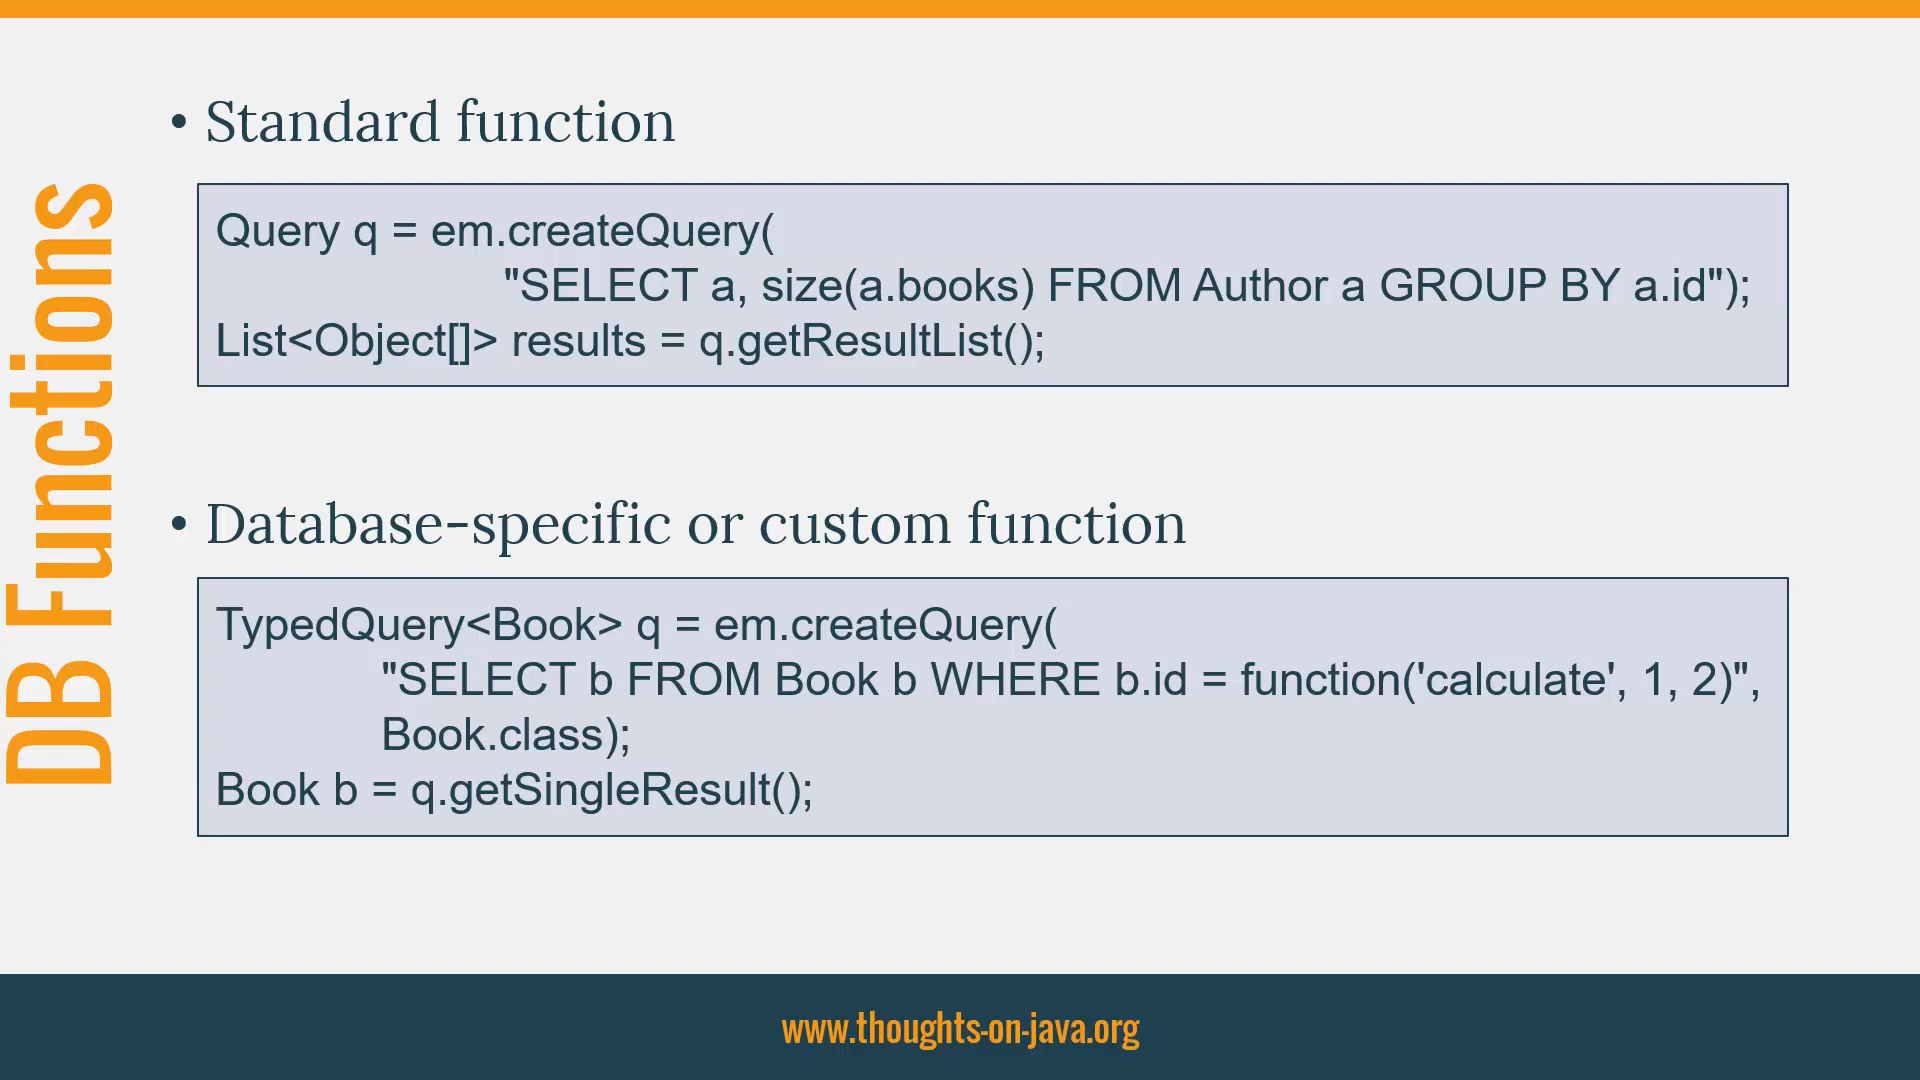 DB Functions
• Standard function
Query q = em.createQuery(
"SELECT a, size(a.books) FROM Author a GROUP BY a.id");
List<Object[]> results = q.getResultList();
• Database-specific or custom function
TypedQuery<Book> q = em.createQuery(
"SELECT b FROM Book b WHERE b.id = function('calculate', 1, 2)",
Book.class);
Book b = q.getSingleResult();
www.thoughts-on-java.org